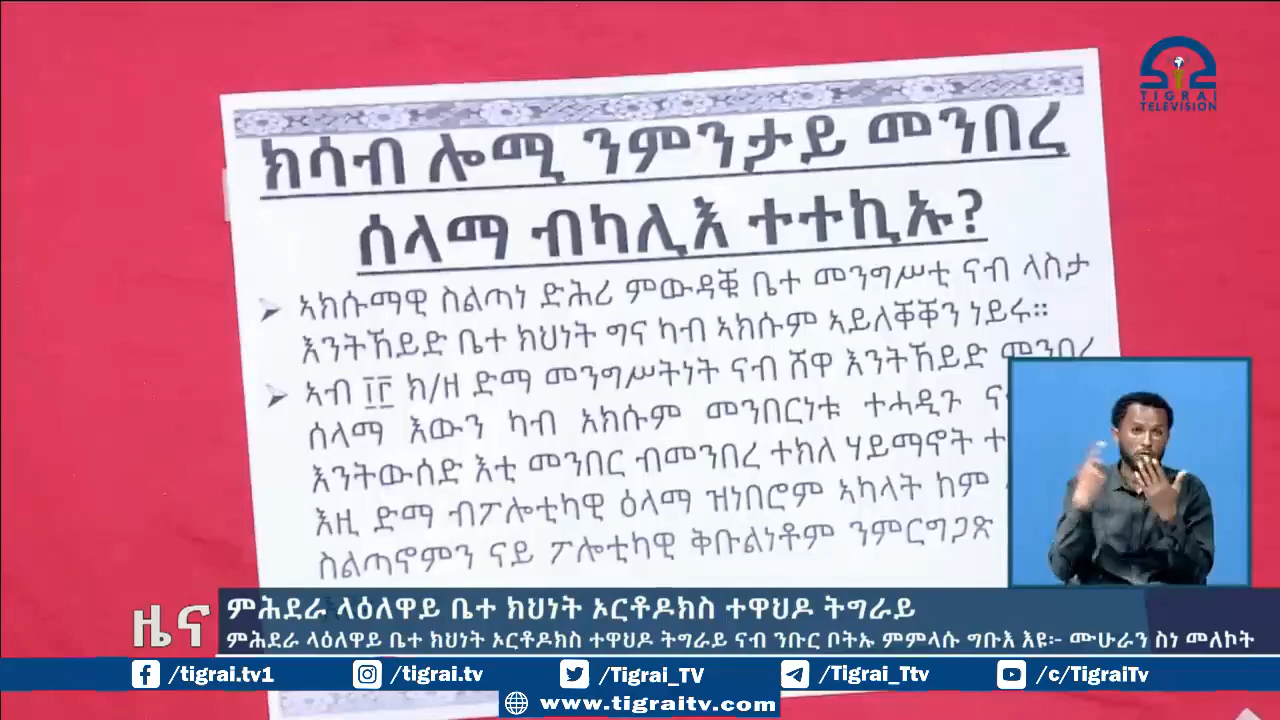 TIGRAI
TELEVISION
ክሳብ ሎሚ ንምንታይ መንበረ
ሰላማ ብካሊእ ተተኪኡ?
➢ ኣክሱማዊ ስልጣነ ድሕሪ ምውዳቑ ቤተ መንግሥቲ ናብ ላስታ
እንትኸይድ ቤተ ክህነት ግና ካብ ኣክሱም ኣይለቐቐን ነይሩ።
➢ ኣብ ፲፫ ክ/ዘ ድማ መንግሥትነት ናብ ሸዋ እንትኸይድ መንበረ
ሰላማ እውን ካብ አክሱም መንበርነቱ ተሓዲጉ
እንትውሰድ እቲ መንበር ብመንበረ ተክለ ሃይማኖት
እዚ ድማ ብፖሎቲካዊ ዕላማ ዝነበሮም ኣካላት ከም
ስልጣኖምን ናይ ፖሎቲካዊ ቅቡልነቶም ንምርግጋጽ
ዜና
ምሕደራ ላዕለዋይ ቤተ ክህነት ኦርቶዶክስ ተዋህዶ ትግራይ
ምሕደራ ላዕለዋይ ቤተ ክህነት ኦርቶዶክስ ተዋህዶ ትግራይ ናብ ንቡር ቦትኡ ምምላሱ ግቡእ እዩ፡- ሙሁራን ስነ መለኮት
/tigrai.tv1 /tigrai.tv /Tigrai_TV /Tigrai_Ttv /c/TigraiTv
www.tigraitv.com